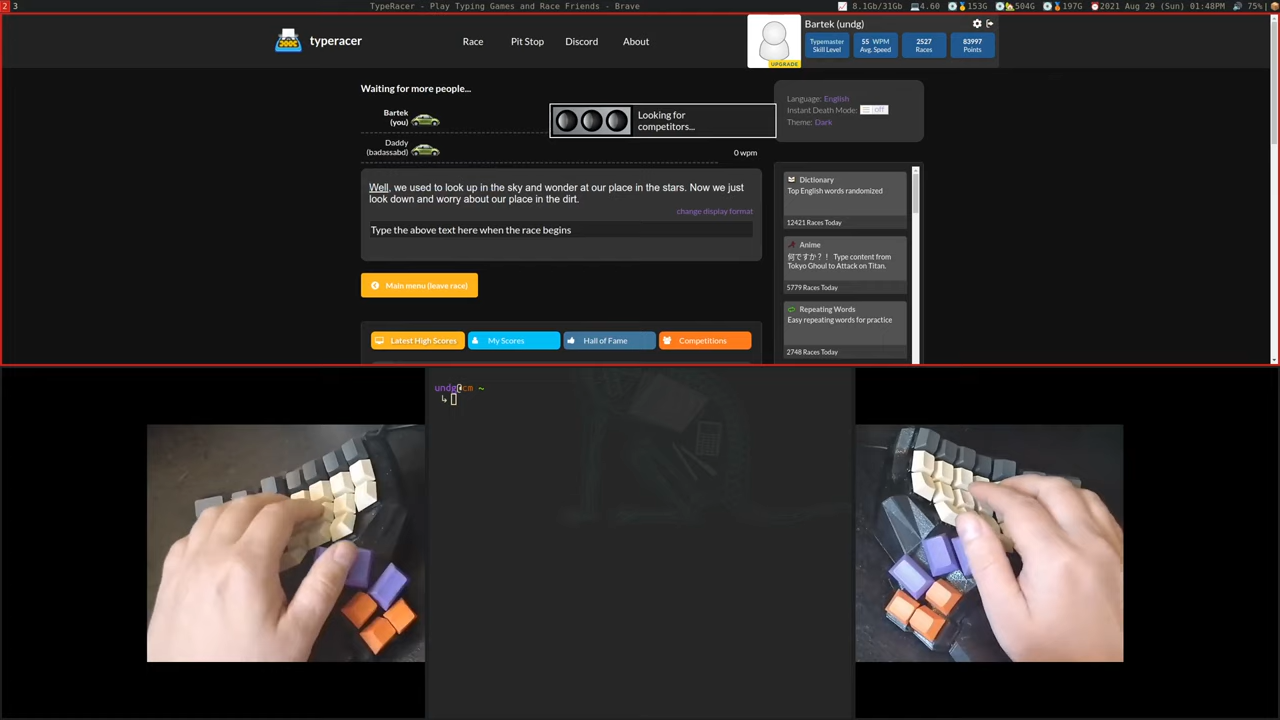 2 3 TypeRacer - Play Typing Games and Race Friends - Brave 8.1Gb/31Gb 4.60 153G 504G 197G 2021 Aug 29 (Sun) 01:48PM 75%
typeracer Race Pit Stop Discord About
Bartek (undg)
UPGRADE
Typemaster Skill Level
55 WPM Avg. Speed
2527 Races
83997 Points
Waiting for more people...
Bartek (you)
Looking for
competitors...
Daddy (badassabd)
0 wpm
Well, we used to look up in the sky and wonder at our place in the stars. Now we just
look down and worry about our place in the dirt.
change display format
Type the above text here when the race begins
Main menu (leave race)
Latest High Scores My Scores Hall of Fame Competitions
Language: English
Instant Death Mode: off
Theme: Dark
Dictionary
Top English words randomized
12421 Races Today
Anime
何ですか？！ Type content from
Tokyo Ghoul to Attack on Titan.
5779 Races Today
Repeating Words
Easy repeating words for practice
2748 Races Today
undg@cm ~
↳